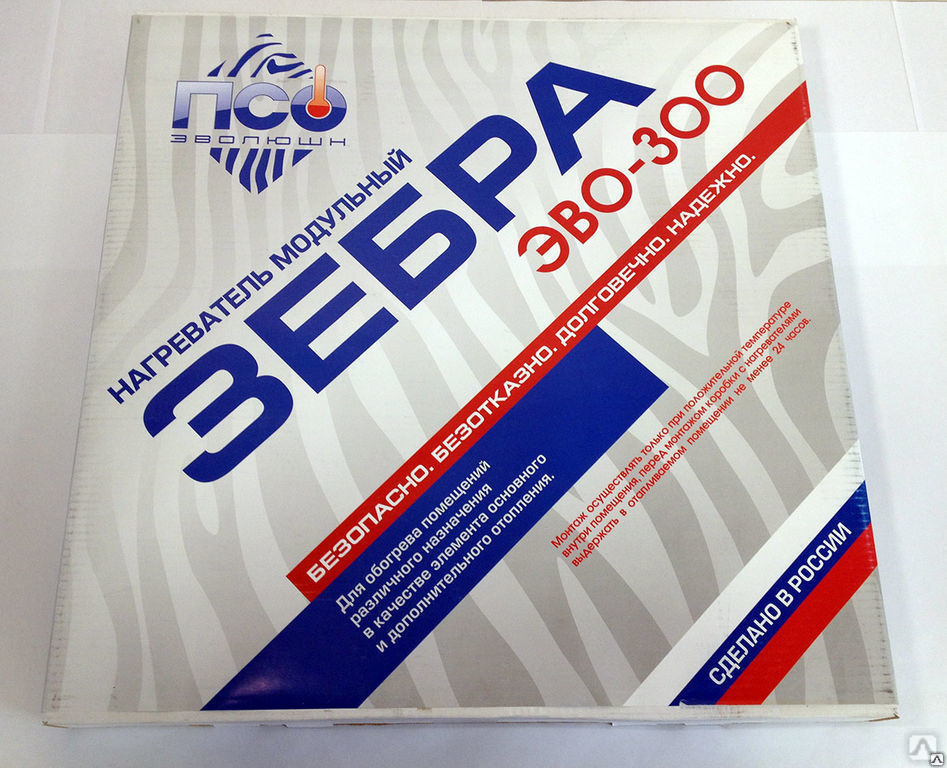 ПСО
ЭВОЛЮШН
НАГРЕВАТЕЛЬ МОДУЛЬНЫЙ
ЗЕБРА
ЭВО-300
БЕЗОПАСНО. БЕЗОТКАЗНО. ДОЛГОВЕЧНО. НАДЕЖНО.
Для обогрева помещений
различного назначения
в качестве элемента основного
и дополнительного отопления.
Монтаж осуществлять только при положительной температуре
внутри помещения, перед монтажом коробки с нагревателями
выдержать в отапливаемом помещении не менее 24 часов.
СДЕЛАНО В РОССИИ